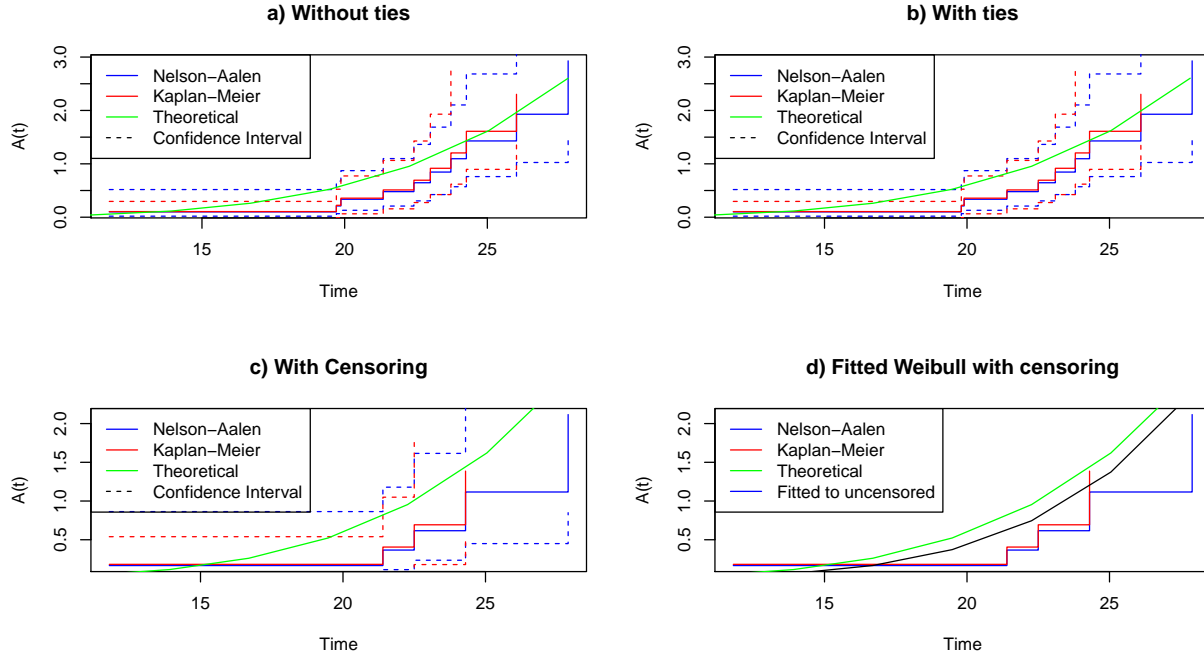 a) Without ties
A(t)
0.0
1.0
2.0
3.0
Nelson−Aalen
Kaplan−Meier
Theoretical
Confidence Interval
15
20
25
Time
b) With ties
A(t)
0.0
1.0
2.0
3.0
Nelson−Aalen
Kaplan−Meier
Theoretical
Confidence Interval
15
20
25
Time
c) With Censoring
A(t)
0.5
1.0
1.5
2.0
Nelson−Aalen
Kaplan−Meier
Theoretical
Confidence Interval
15
20
25
Time
d) Fitted Weibull with censoring
A(t)
0.5
1.0
1.5
2.0
Nelson−Aalen
Kaplan−Meier
Theoretical
Fitted to uncensored
15
20
25
Time